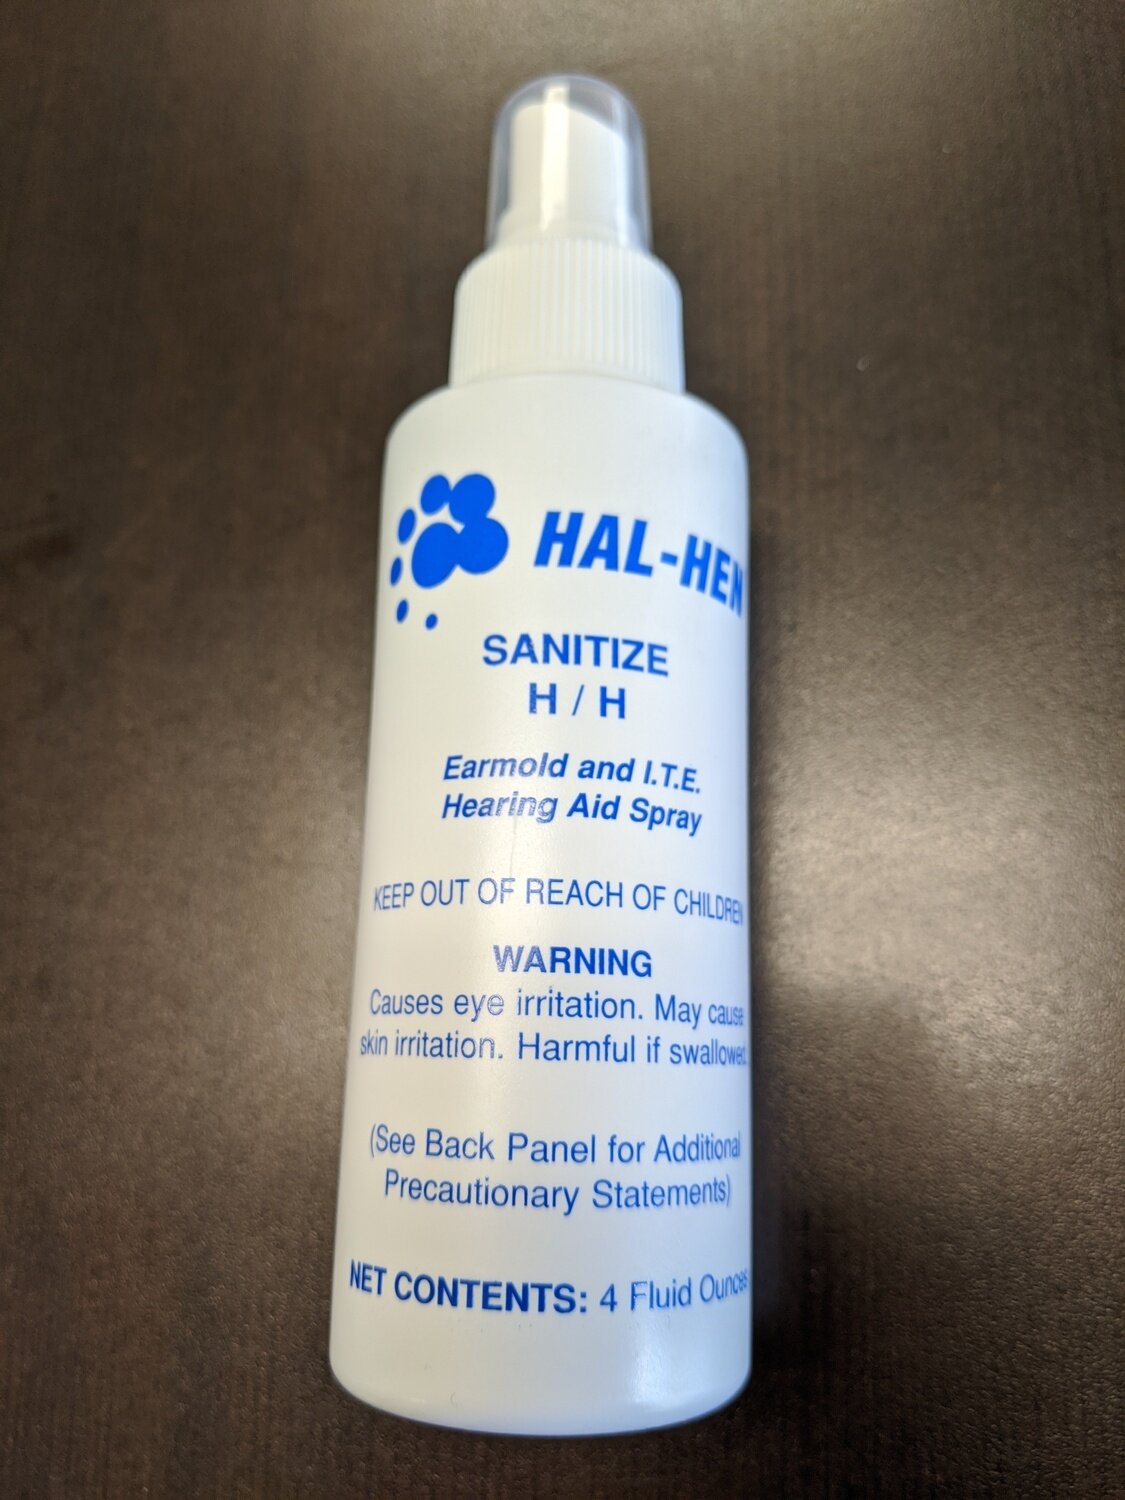 HAL-HEN
SANITIZE
H / H
Earmold and I.T.E.
Hearing Aid Spray
KEEP OUT OF REACH OF CHILDREN
WARNING
Causes eye irritation. May cause
skin irritation. Harmful if swallowed.
(See Back Panel for Additional
Precautionary Statements)
NET CONTENTS: 4 Fluid Ounces